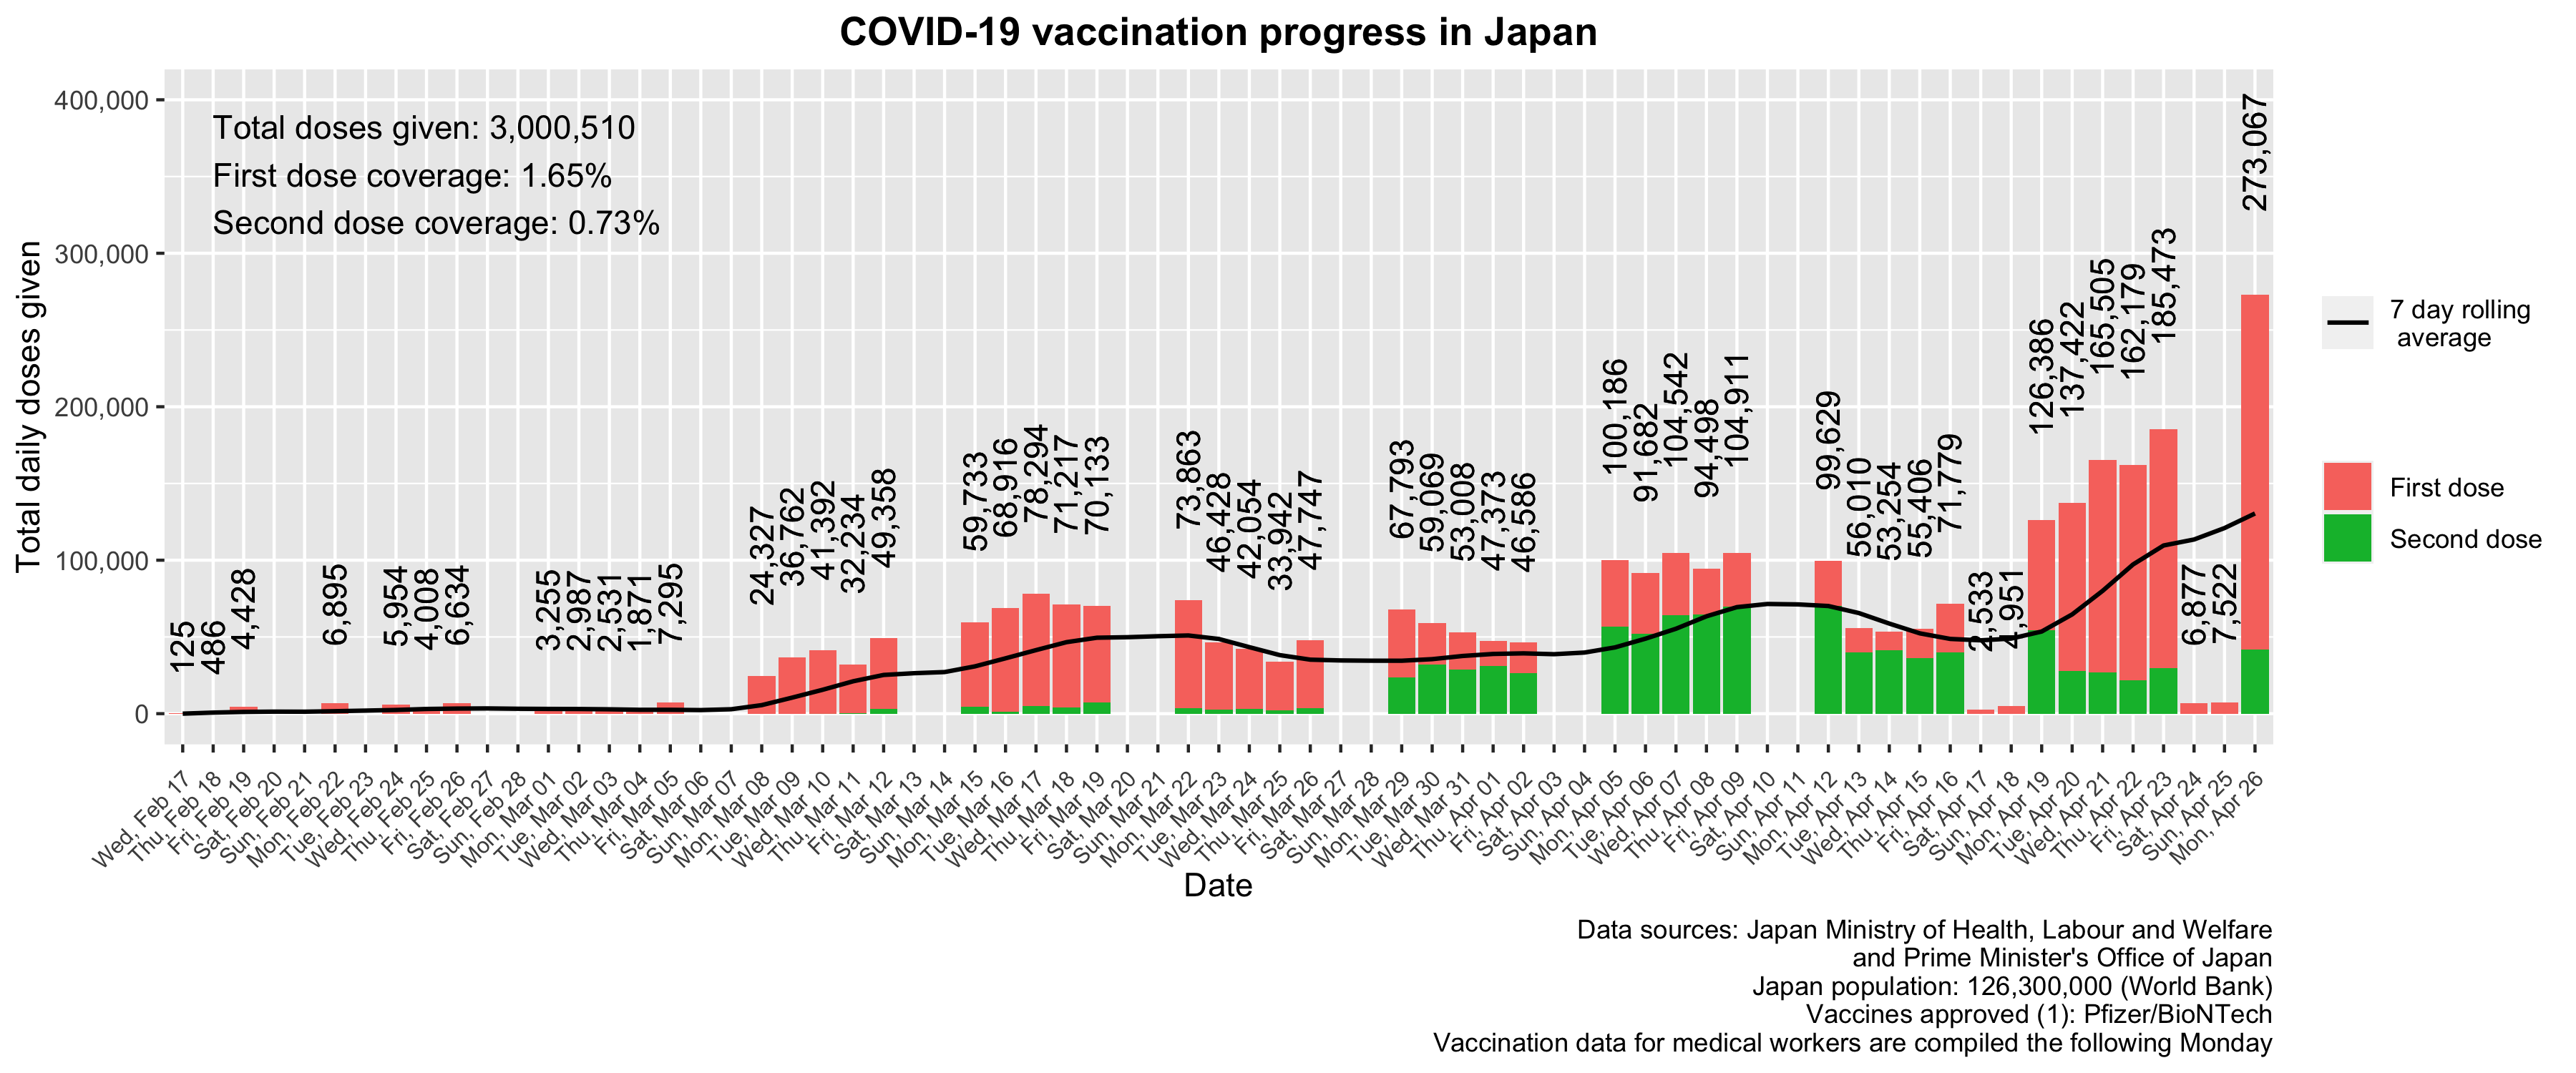 COVID-19 vaccination progress in Japan
Total daily doses given
400,000
300,000
200,000
100,000
0
Total doses given: 3,000,510
First dose coverage: 1.65%
Second dose coverage: 0.73%
125
486
4,428
6,895
5,954
4,008
6,634
3,255
2,987
2,531
1,871
7,295
24,327
36,762
41,392
32,234
49,358
59,733
68,916
78,294
71,217
70,133
73,863
46,428
42,054
33,942
47,747
67,793
59,069
53,008
47,373
46,586
100,186
91,682
104,542
94,498
104,911
99,629
56,010
53,254
55,406
71,779
2,533
4,951
126,386
137,422
165,505
162,179
185,473
6,877
7,522
273,067
Wed, Feb 17
Thu, Feb 18
Fri, Feb 19
Sat, Feb 20
Sun, Feb 21
Mon, Feb 22
Tue, Feb 23
Wed, Feb 24
Thu, Feb 25
Fri, Feb 26
Sat, Feb 27
Sun, Feb 28
Mon, Mar 01
Tue, Mar 02
Wed, Mar 03
Thu, Mar 04
Fri, Mar 05
Sat, Mar 06
Sun, Mar 07
Mon, Mar 08
Tue, Mar 09
Wed, Mar 10
Thu, Mar 11
Fri, Mar 12
Sat, Mar 13
Sun, Mar 14
Mon, Mar 15
Tue, Mar 16
Wed, Mar 17
Thu, Mar 18
Fri, Mar 19
Sat, Mar 20
Sun, Mar 21
Mon, Mar 22
Tue, Mar 23
Wed, Mar 24
Thu, Mar 25
Fri, Mar 26
Sat, Mar 27
Sun, Mar 28
Mon, Mar 29
Tue, Mar 30
Wed, Mar 31
Thu, Apr 01
Fri, Apr 02
Sat, Apr 03
Sun, Apr 04
Mon, Apr 05
Tue, Apr 06
Wed, Apr 07
Thu, Apr 08
Fri, Apr 09
Sat, Apr 10
Sun, Apr 11
Mon, Apr 12
Tue, Apr 13
Wed, Apr 14
Thu, Apr 15
Fri, Apr 16
Sat, Apr 17
Sun, Apr 18
Mon, Apr 19
Tue, Apr 20
Wed, Apr 21
Thu, Apr 22
Fri, Apr 23
Sat, Apr 24
Sun, Apr 25
Mon, Apr 26
Date
7 day rolling
average
First dose
Second dose
Data sources: Japan Ministry of Health, Labour and Welfare
and Prime Minister's Office of Japan
Japan population: 126,300,000 (World Bank)
Vaccines approved (1): Pfizer/BioNTech
Vaccination data for medical workers are compiled the following Monday